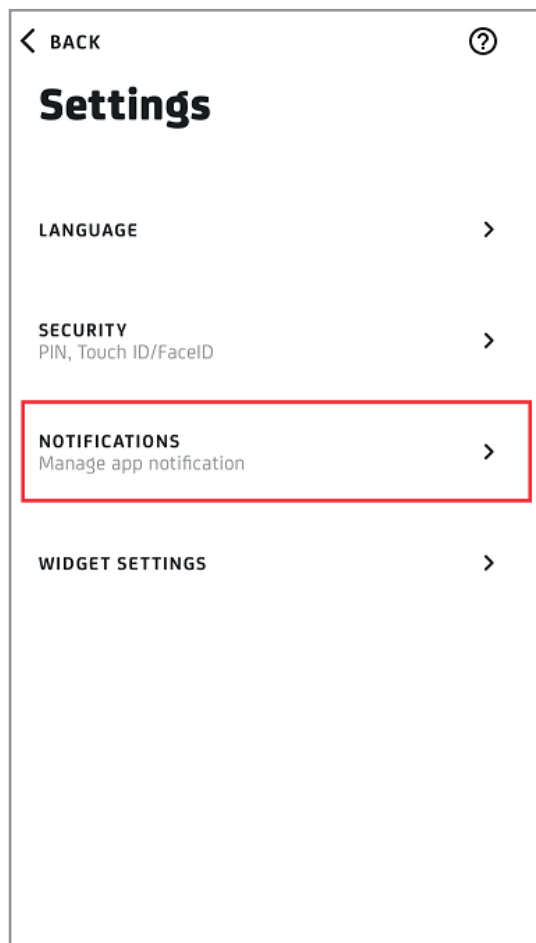 BACK
Settings
LANGUAGE
SECURITY
PIN, Touch ID/FaceID
NOTIFICATIONS
Manage app notification
WIDGET SETTINGS